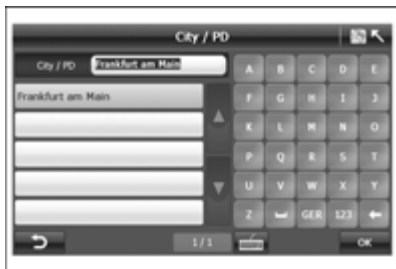 City / PD
City / PD Frankfurt am Main
A B C D E
Frankfurt am Main
F G H I J
K L M N O
P Q R S T
U V W X Y
Z GER 123
1/1 OK